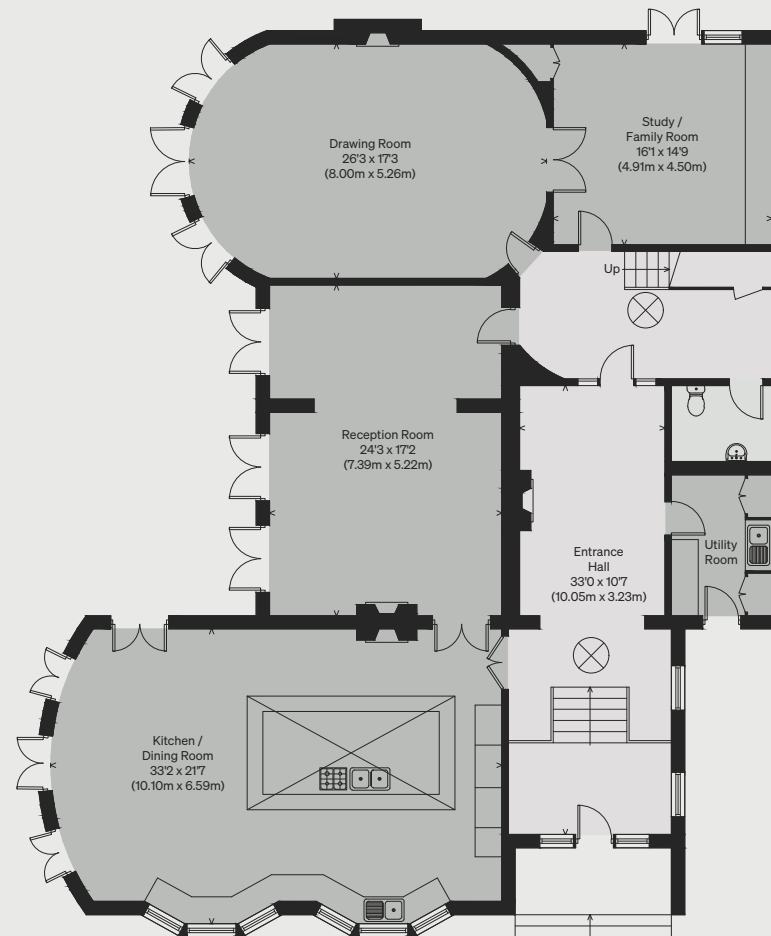 Drawing Room
26'3 x 17'3
(8.00m x 5.26m)
Study /
Family Room
16'1 x 14'9
(4.91m x 4.50m)
Up
Reception Room
24'3 x 17'2
(7.39m x 5.22m)
Entrance
Hall
33'0 x 10'7
(10.05m x 3.23m)
Utility
Room
Kitchen /
Dining Room
33'2 x 21'7
(10.10m x 6.59m)